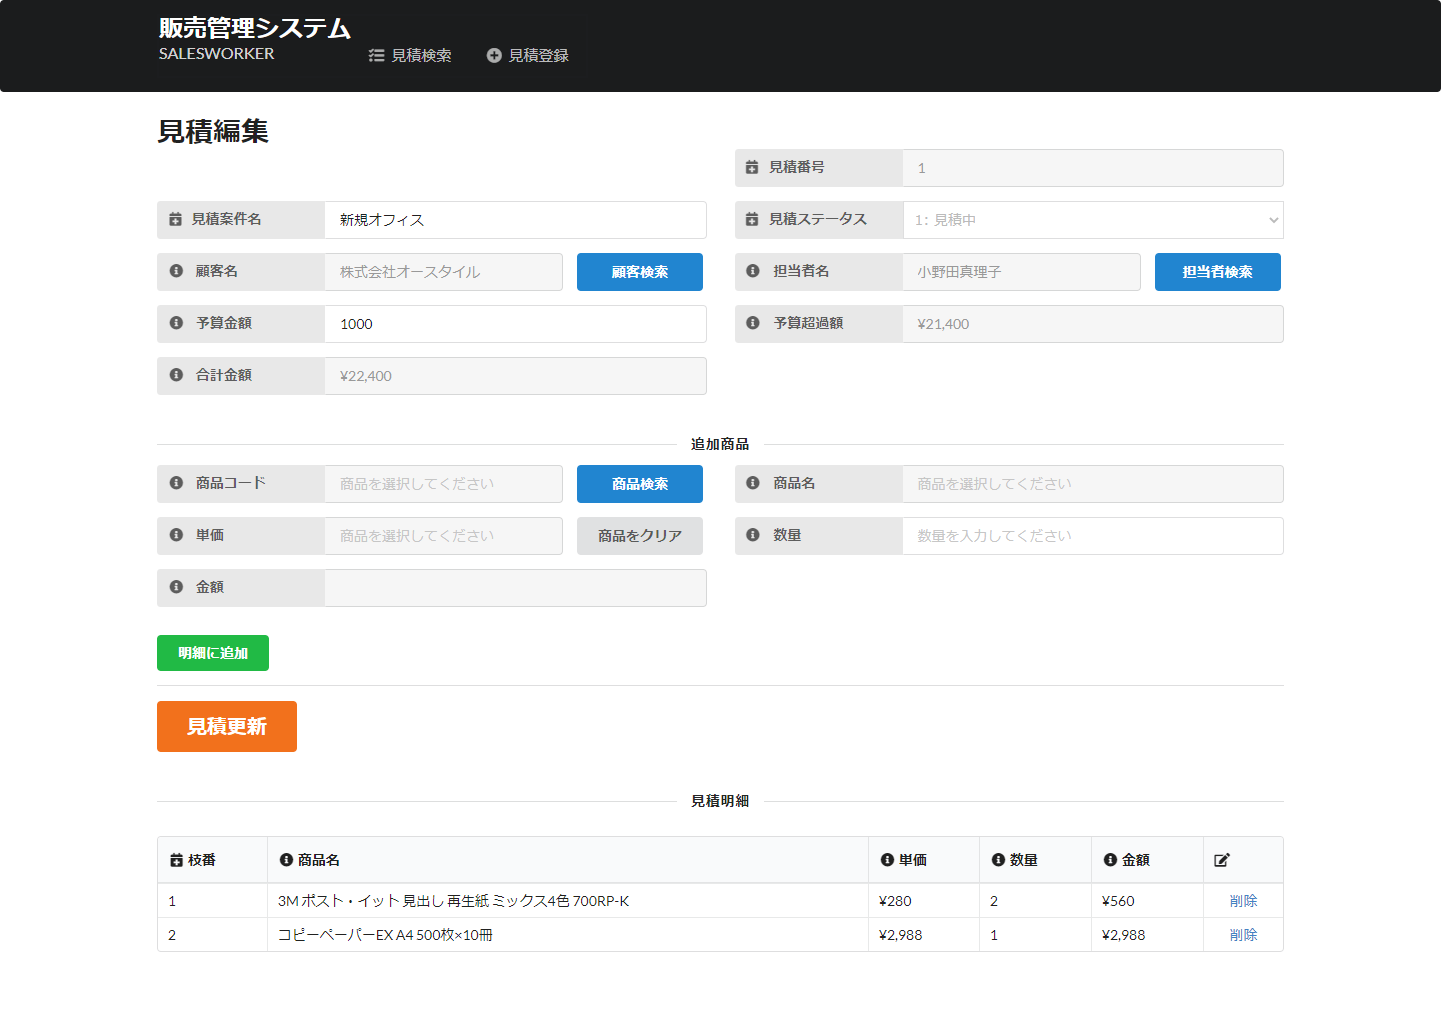 販売管理システム
SALESWORKER
見積検索
見積登録
見積編集
見積番号 1
見積案件名 新規オフィス 見積ステータス 1: 見積中
顧客名 株式会社オースタイル 顧客検索 担当者名 小野田真理子 担当者検索
予算金額 1000 予算超過額 ¥21,400
合計金額 ¥22,400
追加商品
商品コード 商品を選択してください 商品検索 商品名 商品を選択してください
単価 商品を選択してください 商品をクリア 数量 数量を入力してください
金額
明細に追加
見積更新
見積明細
枝番 商品名 単価 数量 金額
1 3M ポスト・イット 見出し 再生紙 ミックス4色 700RP-K ¥280 2 ¥560 削除
2 コピーペーパーEX A4 500枚×10冊 ¥2,988 1 ¥2,988 削除